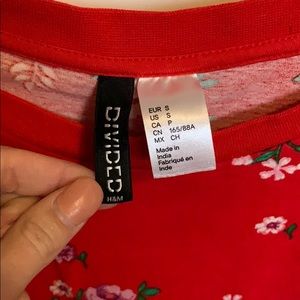 DIVIDED
H&M
EUR S
US S
CA P
CN 165/88A
MX CH
Made in
India
Fabriqué en
Inde